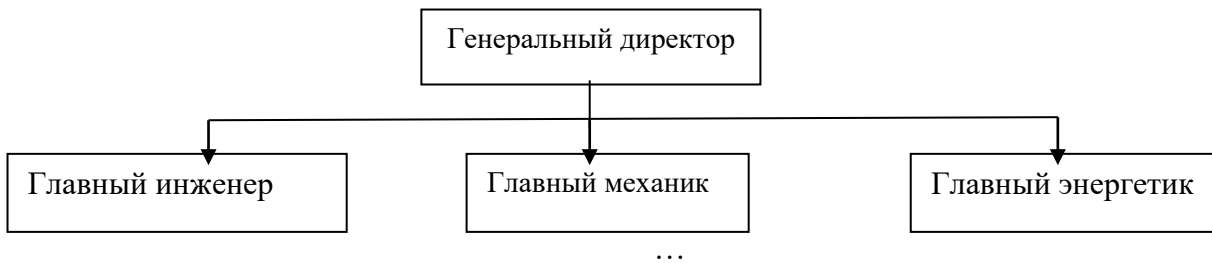 Генеральный директор
Главный инженер
Главный механик
Главный энергетик
…